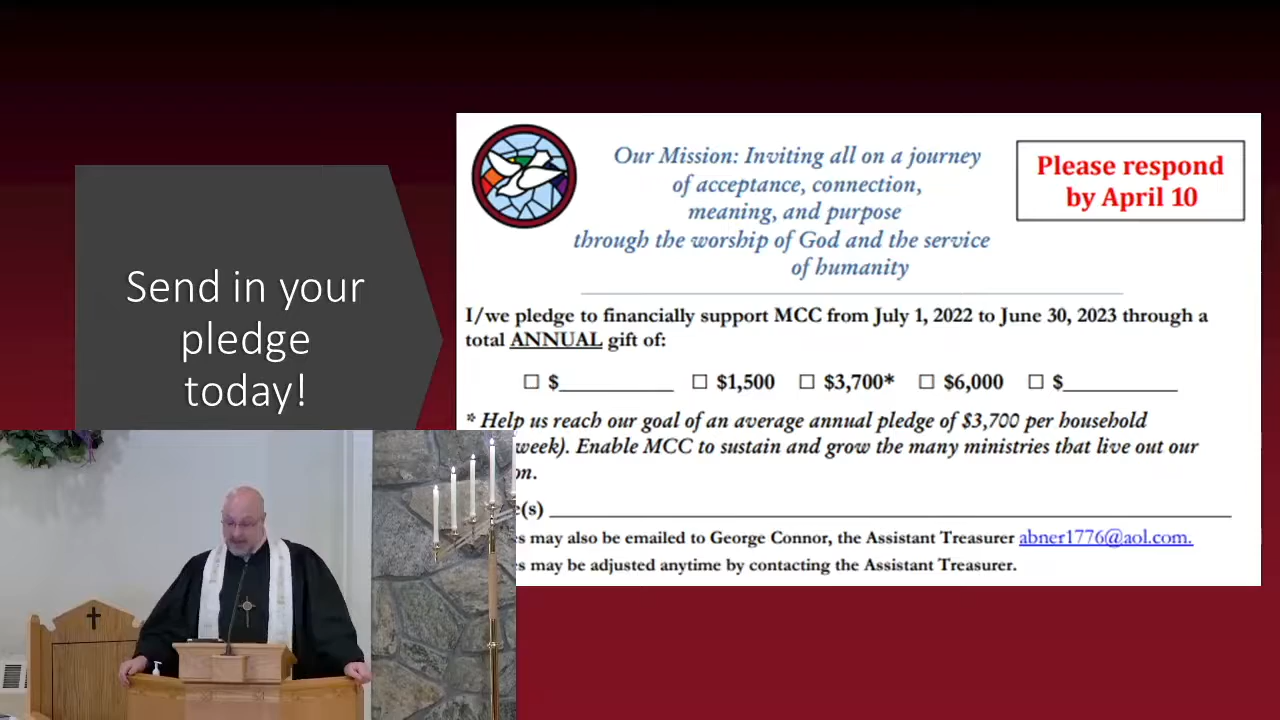 Send in your
pledge
today!
Our Mission: Inviting all on a journey
of acceptance, connection,
meaning, and purpose
through the worship of God and the service
of humanity
Please respond
by April 10
I/we pledge to financially support MCC from July 1, 2022 to June 30, 2023 through a
total ANNUAL gift of:
☐ $__________ ☐ $1,500 ☐ $3,700* ☐ $6,000 ☐ $__________
* Help us reach our goal of an average annual pledge of $3,700 per household
week). Enable MCC to sustain and grow the many ministries that live out our
on.
e(s)
s may also be emailed to George Connor, the Assistant Treasurer abner1776@aol.com.
s may be adjusted anytime by contacting the Assistant Treasurer.